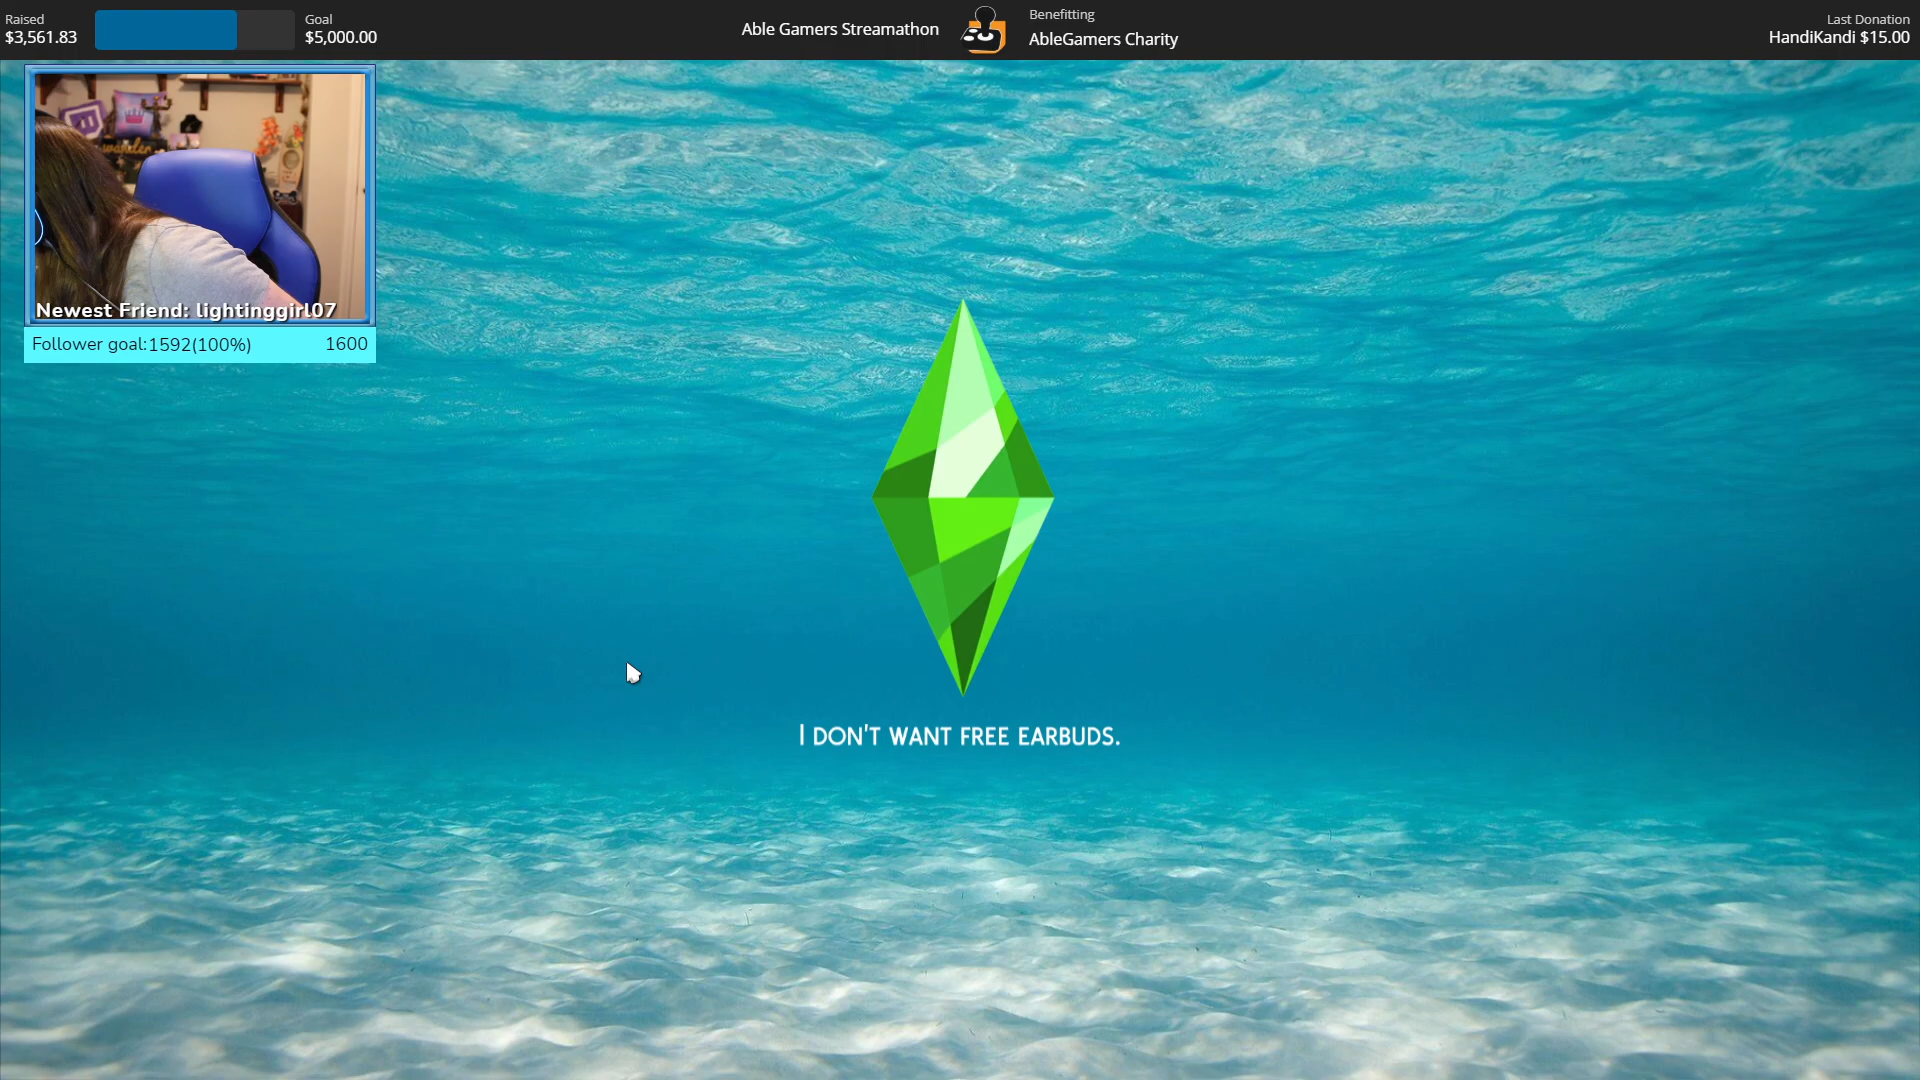 Raised
$3,561.83
Goal
$5,000.00
Able Gamers Streamathon
Benefitting
AbleGamers Charity
Last Donation
HandiKandi $15.00
wander
Newest Friend: lightinggirl07
Follower goal: 1592(100%) 1600
I DON'T WANT FREE EARBUDS.